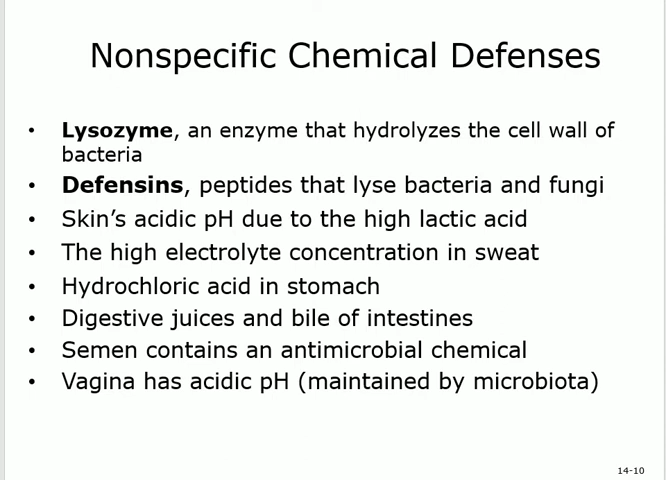 Nonspecific Chemical Defenses
• Lysozyme, an enzyme that hydrolyzes the cell wall of
bacteria
• Defensins, peptides that lyse bacteria and fungi
• Skin's acidic pH due to the high lactic acid
• The high electrolyte concentration in sweat
• Hydrochloric acid in stomach
• Digestive juices and bile of intestines
• Semen contains an antimicrobial chemical
• Vagina has acidic pH (maintained by microbiota)
14-10